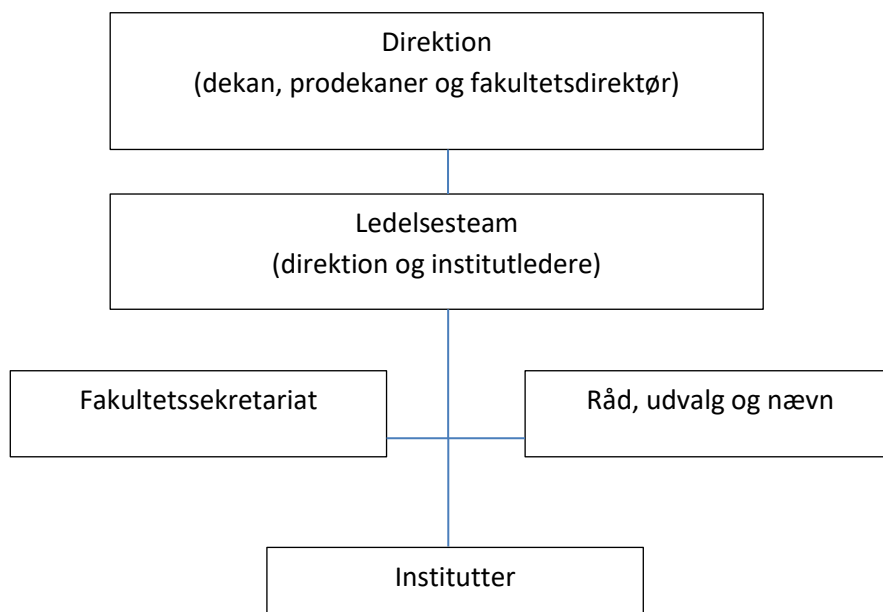 Direktion
(dekan, prodekaner og fakultetsdirektør)
Ledelsesteam
(direktion og institutledere)
Fakultetssekretariat
Råd, udvalg og nævn
Institutter